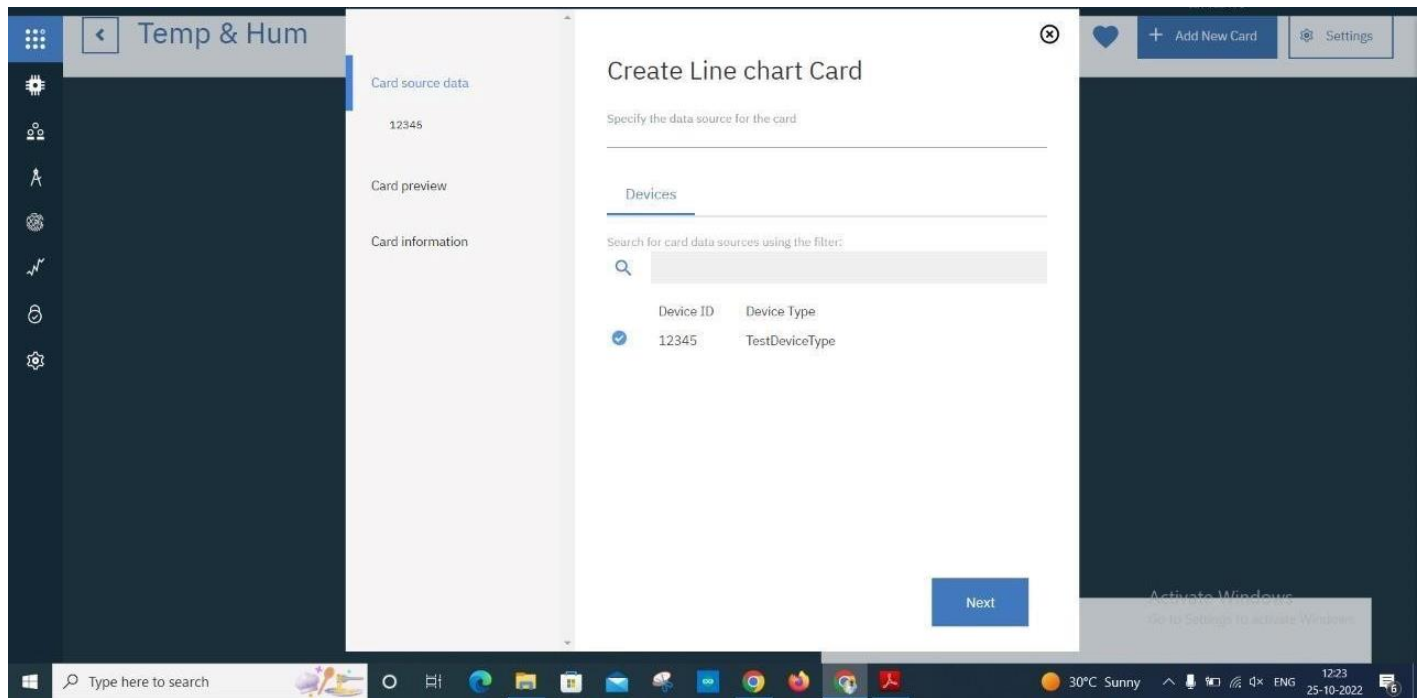 Temp & Hum
+ Add New Card
Settings
Card source data
12345
Card preview
Card information
Create Line chart Card
Specify the data source for the card
Devices
Search for card data sources using the filter:
Device ID Device Type
12345 TestDeviceType
Next
Activate Windows
Go to Settings to activate Windows.
Type here to search
30°C Sunny
ENG
12:23
25-10-2022
6